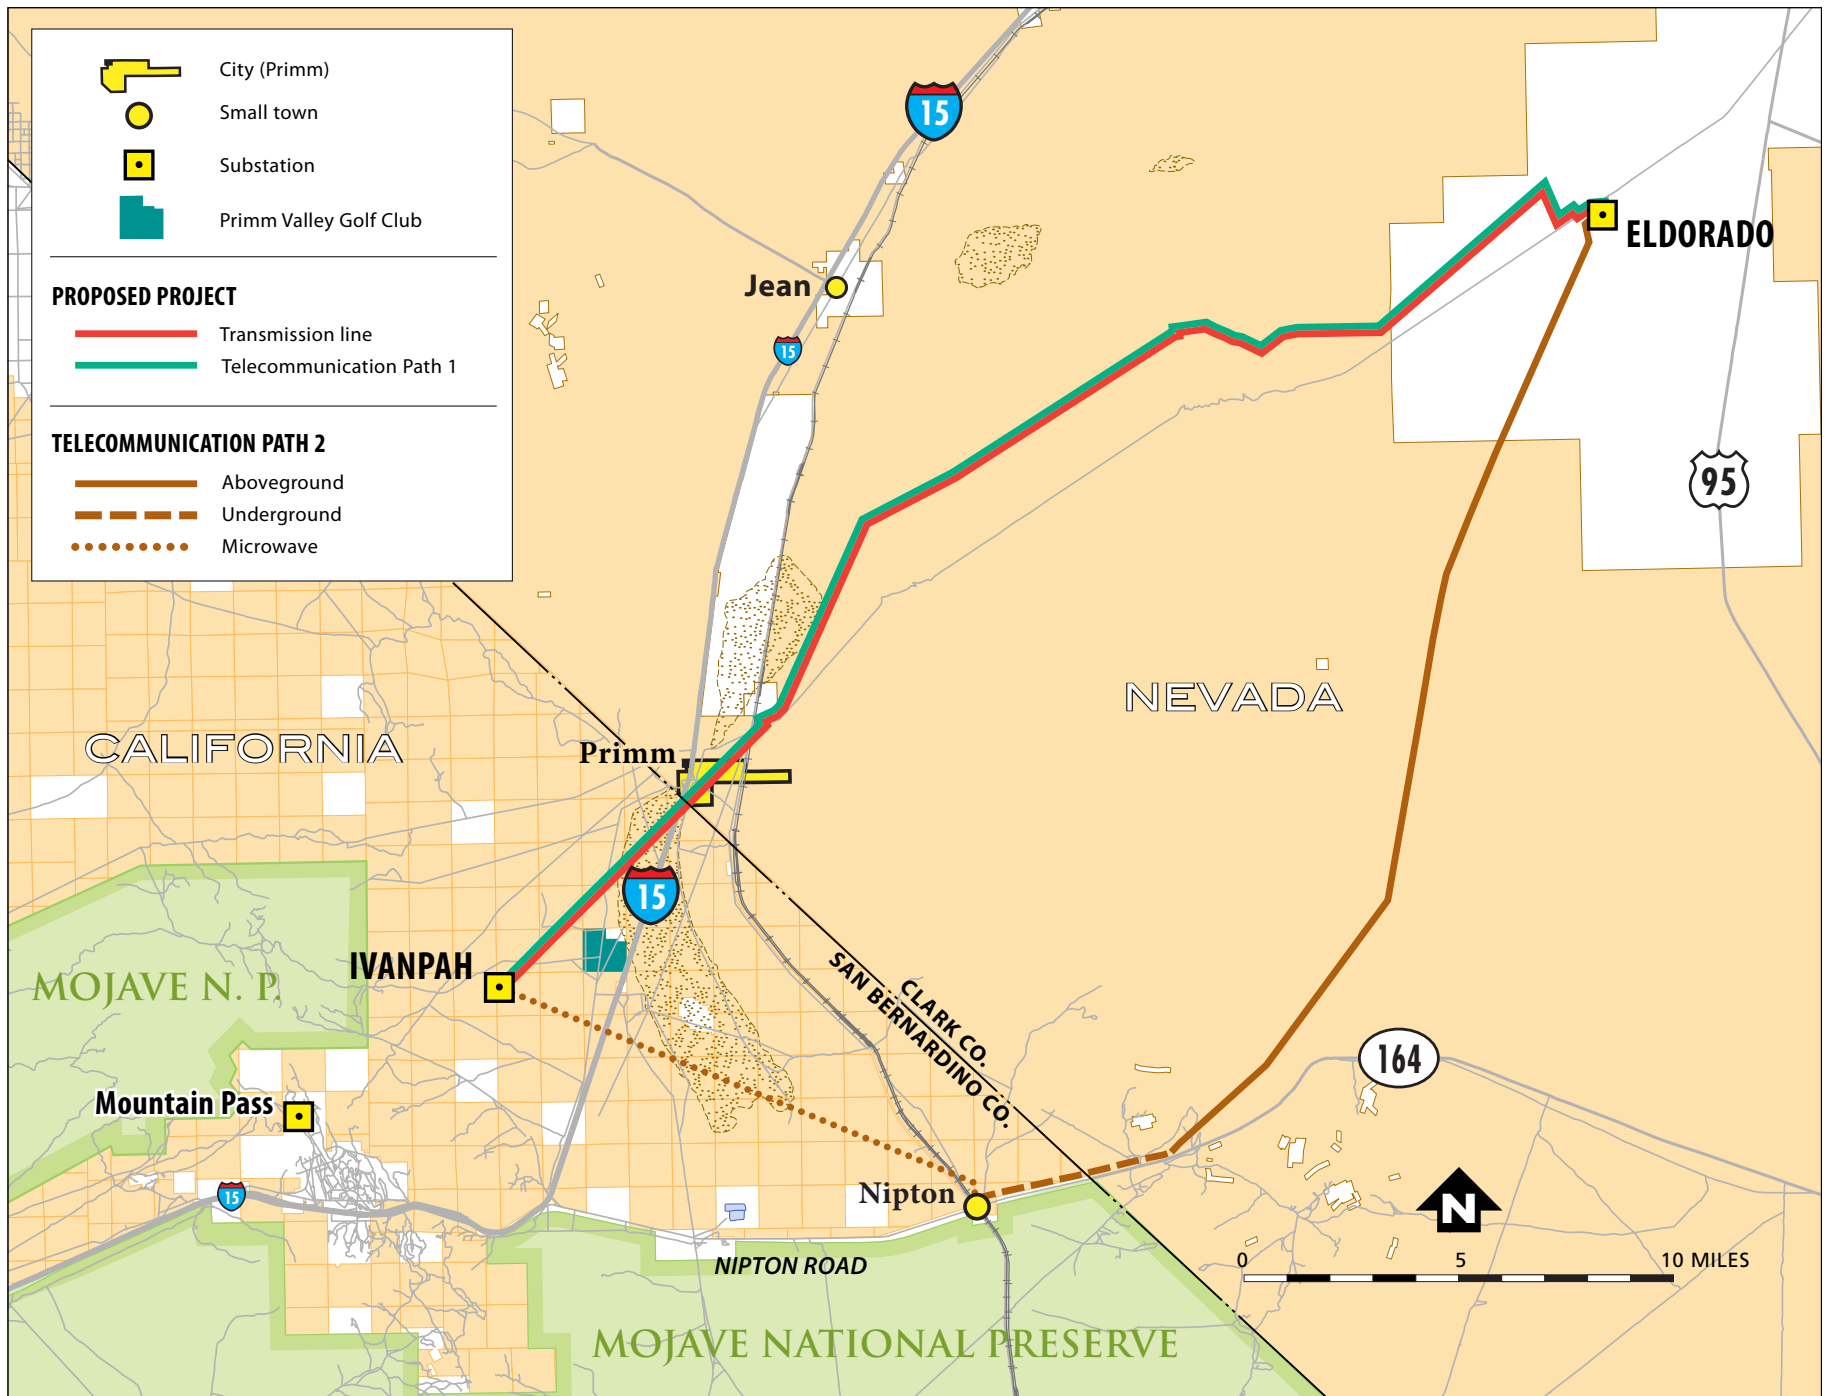 City (Primm)
Small town
Substation
Primm Valley Golf Club
PROPOSED PROJECT
Transmission line
Telecommunication Path 1
TELECOMMUNICATION PATH 2
Aboveground
Underground
Microwave
15
ELDORADO
Jean
15
95
NEVADA
CALIFORNIA
Primm
15
IVANPAH
MOJAVE N. P.
CLARK CO.
SAN BERNARDINO CO.
164
Mountain Pass
15
Nipton
N
NIPTON ROAD
0 5 10 MILES
MOJAVE NATIONAL PRESERVE